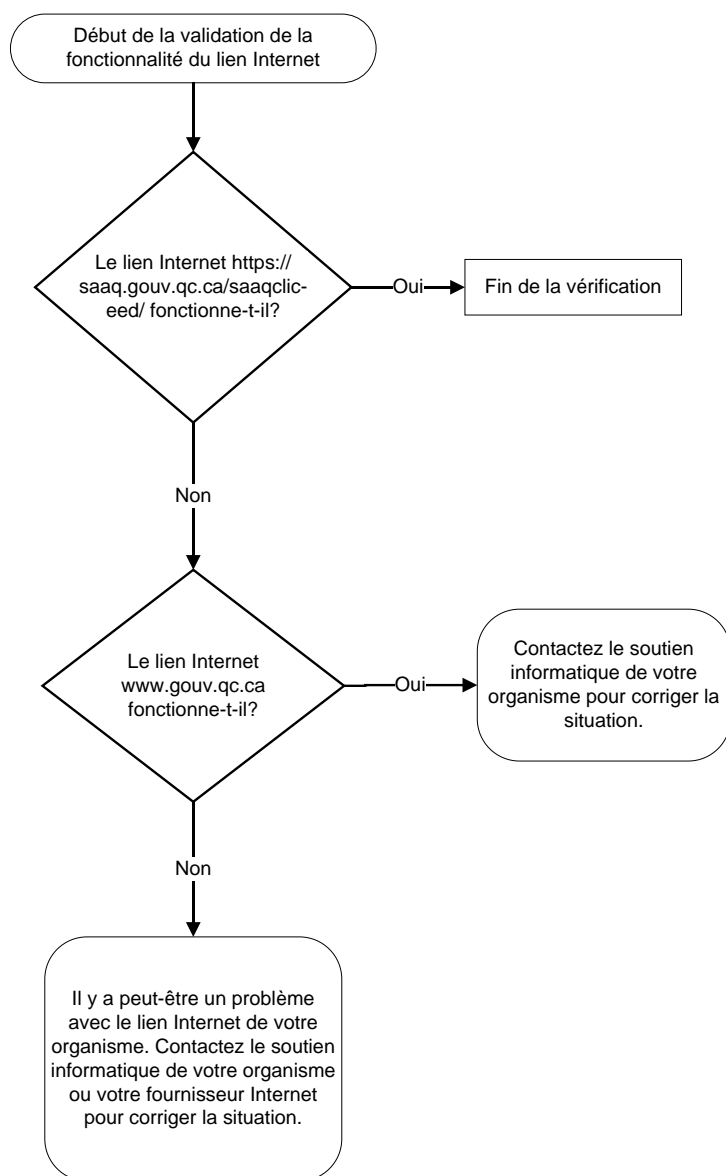 Début de la validation de la
fonctionnalité du lien Internet
Le lien Internet https://
saaq.gouv.qc.ca/saaqclic-
eed/ fonctionne-t-il?
Oui
Fin de la vérification
Non
Le lien Internet
www.gouv.qc.ca
fonctionne-t-il?
Oui
Contactez le soutien
informatique de votre
organisme pour corriger la
situation.
Non
Il y a peut-être un problème
avec le lien Internet de votre
organisme. Contactez le soutien
informatique de votre organisme
ou votre fournisseur Internet
pour corriger la situation.